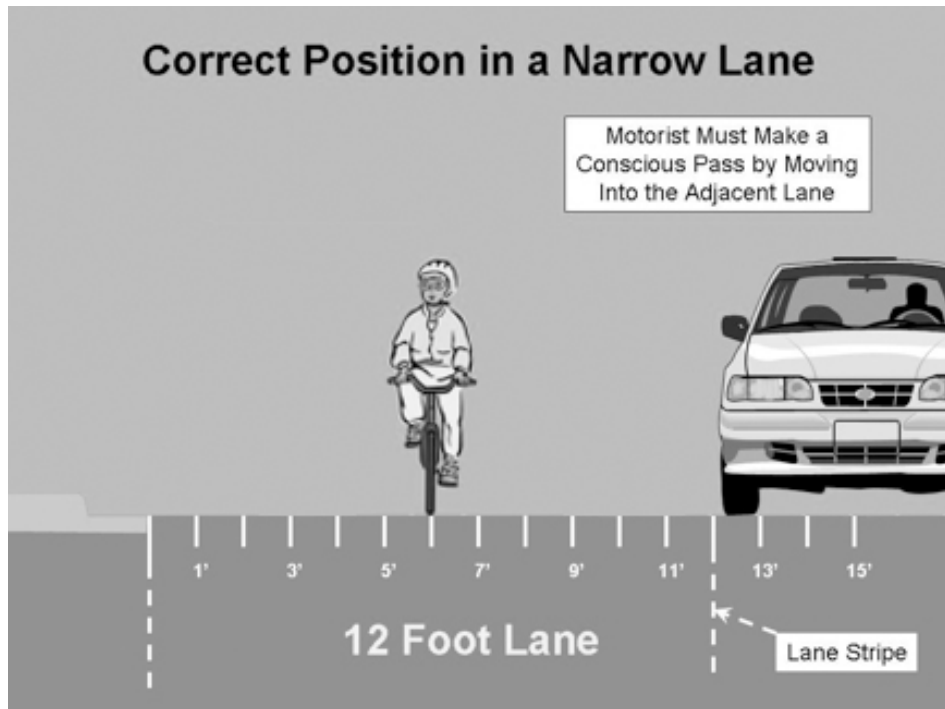 Correct Position in a Narrow Lane
Motorist Must Make a
Conscious Pass by Moving
Into the Adjacent Lane
1' 3' 5' 7' 9' 11' 13' 15'
12 Foot Lane
Lane Stripe